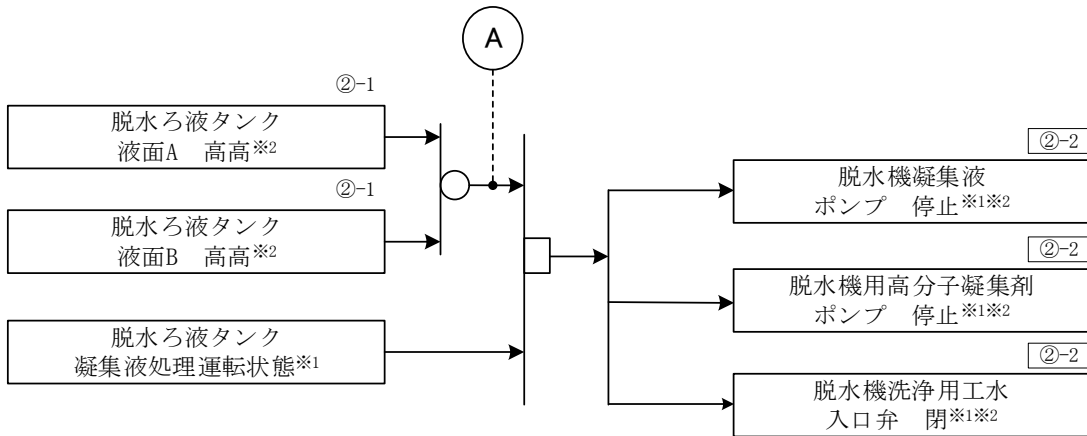 A
②-1
脱水ろ液タンク
液面A 高高※2
②-1
脱水ろ液タンク
液面B 高高※2
脱水ろ液タンク
凝集液処理運転状態※1
②-2
脱水機凝集液
ポンプ 停止※1※2
②-2
脱水機用高分子凝集剤
ポンプ 停止※1※2
②-2
脱水機洗浄用工水
入口弁 閉※1※2